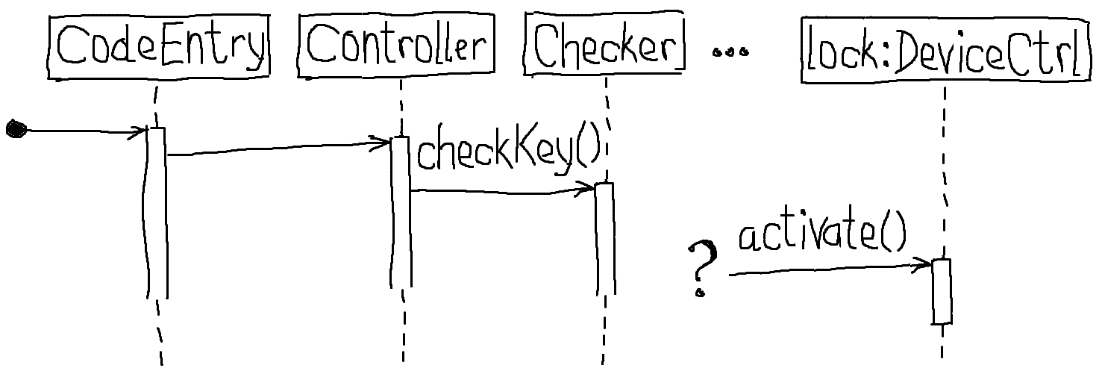 CodeEntry Controller Checker ... lock:DeviceCtrl
checkKey()
? activate()